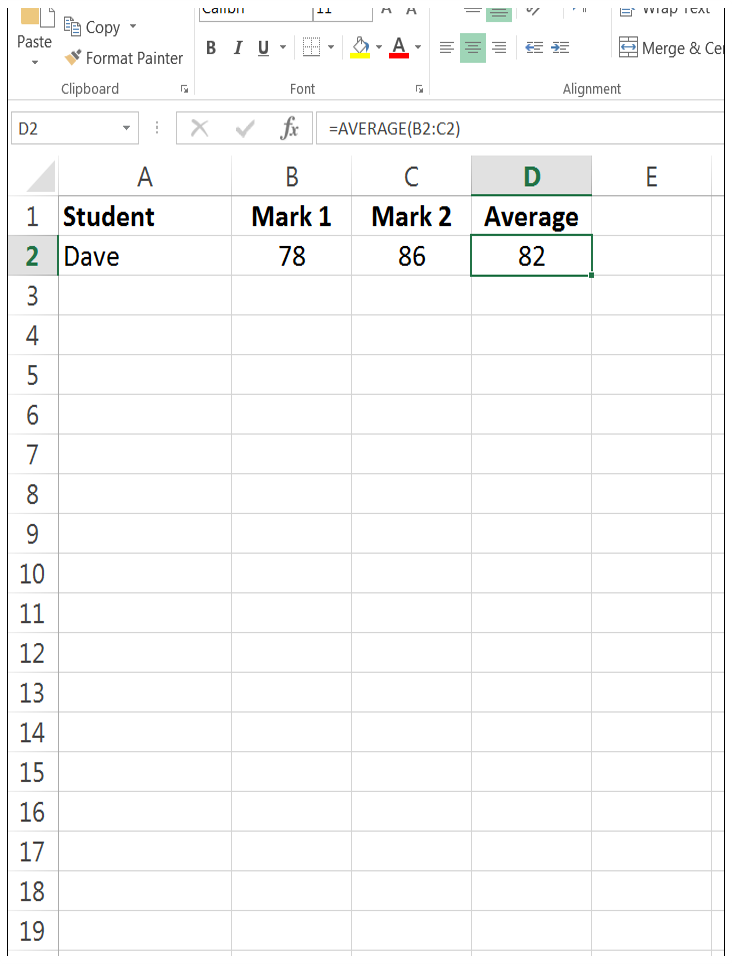 Calibri 11 A A Wrap Text
Paste Copy
Format Painter B I U A Merge & Cer
Clipboard Font Alignment
D2 fx =AVERAGE(B2:C2)
A B C D E
1 Student Mark 1 Mark 2 Average
2 Dave 78 86 82
3
4
5
6
7
8
9
10
11
12
13
14
15
16
17
18
19